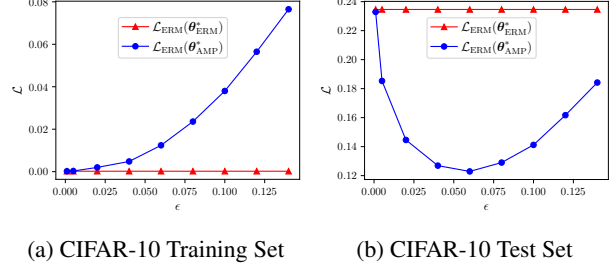 0.08
0.06
0.04
0.02
0.00
ℒ
ℒ_ERM(θ*_ERM)
ℒ_ERM(θ*_AMP)
0.000 0.025 0.050 0.075 0.100 0.125
ϵ
(a) CIFAR-10 Training Set
0.24
0.22
0.20
0.18
0.16
0.14
0.12
ℒ
ℒ_ERM(θ*_ERM)
ℒ_ERM(θ*_AMP)
0.000 0.025 0.050 0.075 0.100 0.125
ϵ
(b) CIFAR-10 Test Set